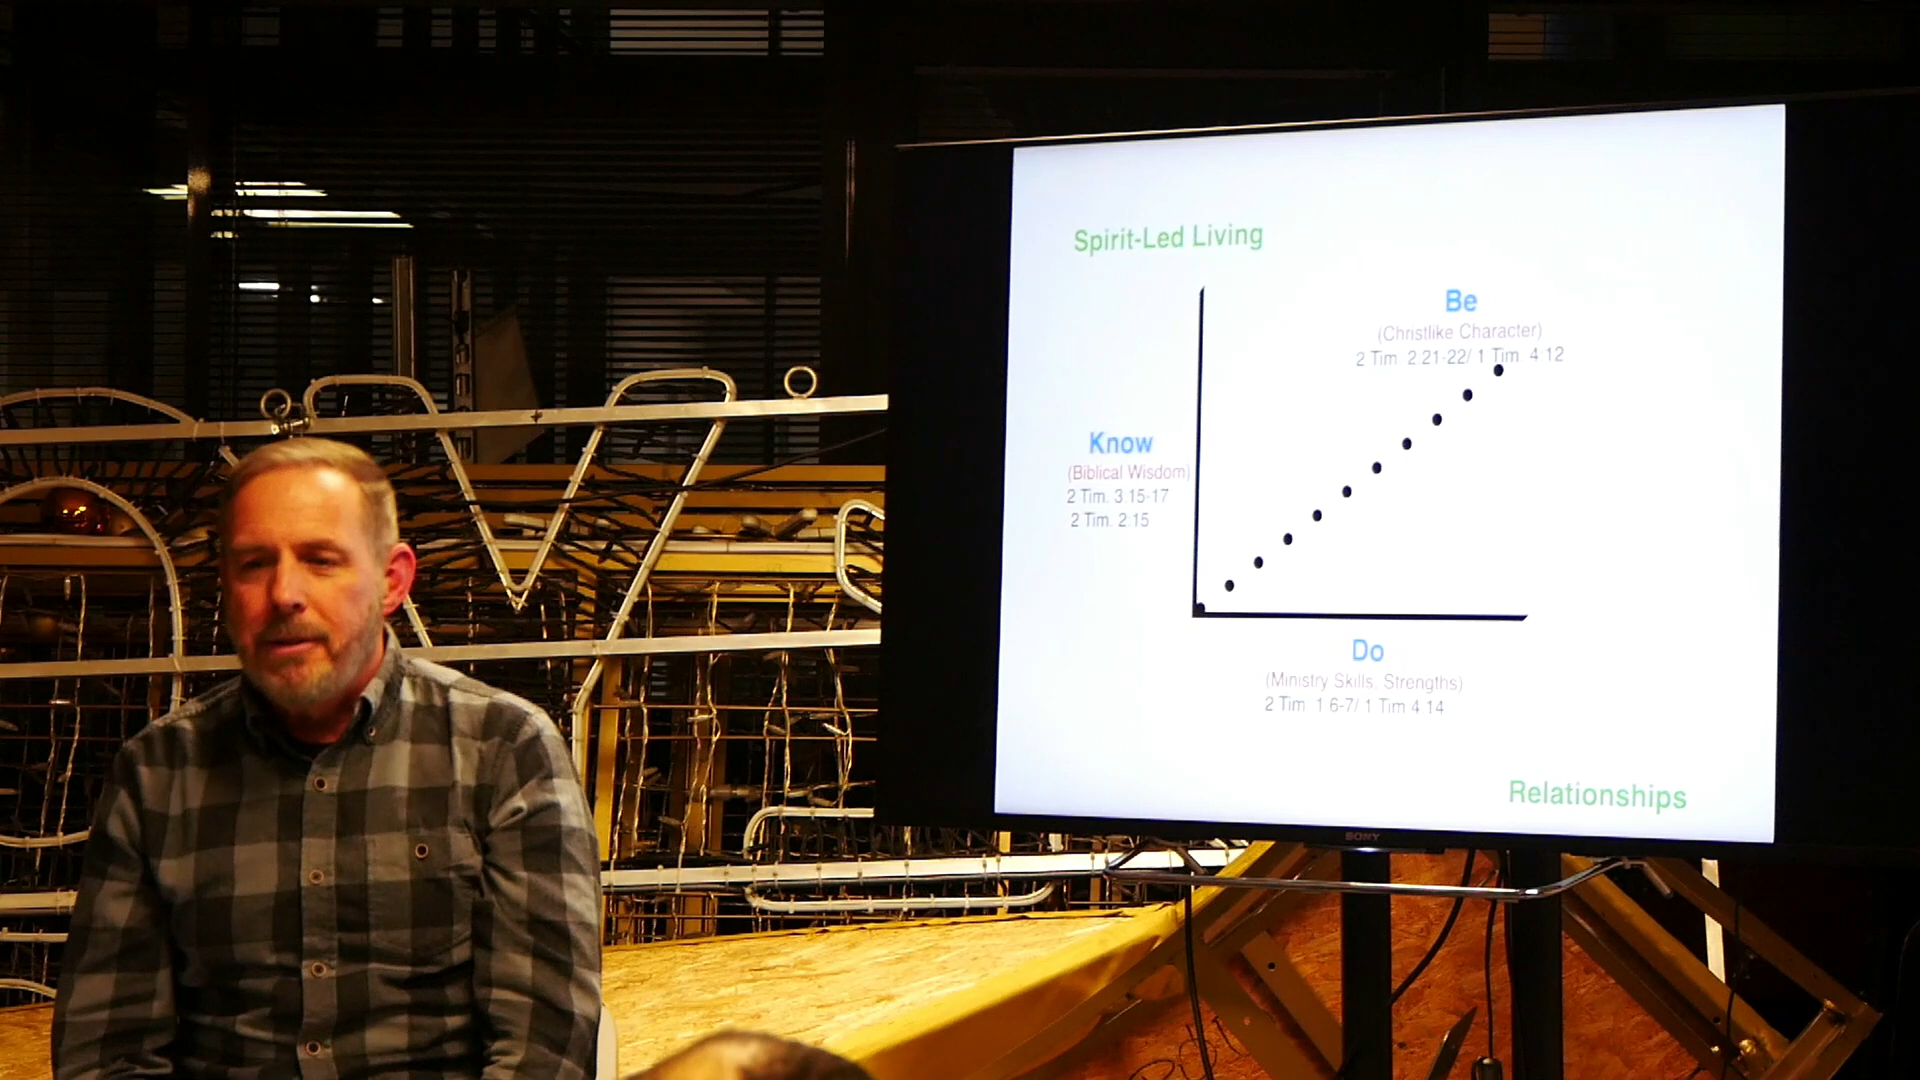 Spirit-Led Living
Be
(Christlike Character)
2 Tim. 2:21-22/ 1 Tim. 4:12
Know
(Biblical Wisdom)
2 Tim. 3:15-17
2 Tim. 2:15
Do
(Ministry Skills, Strengths)
2 Tim. 1:6-7/ 1 Tim 4:14
Relationships
SONY